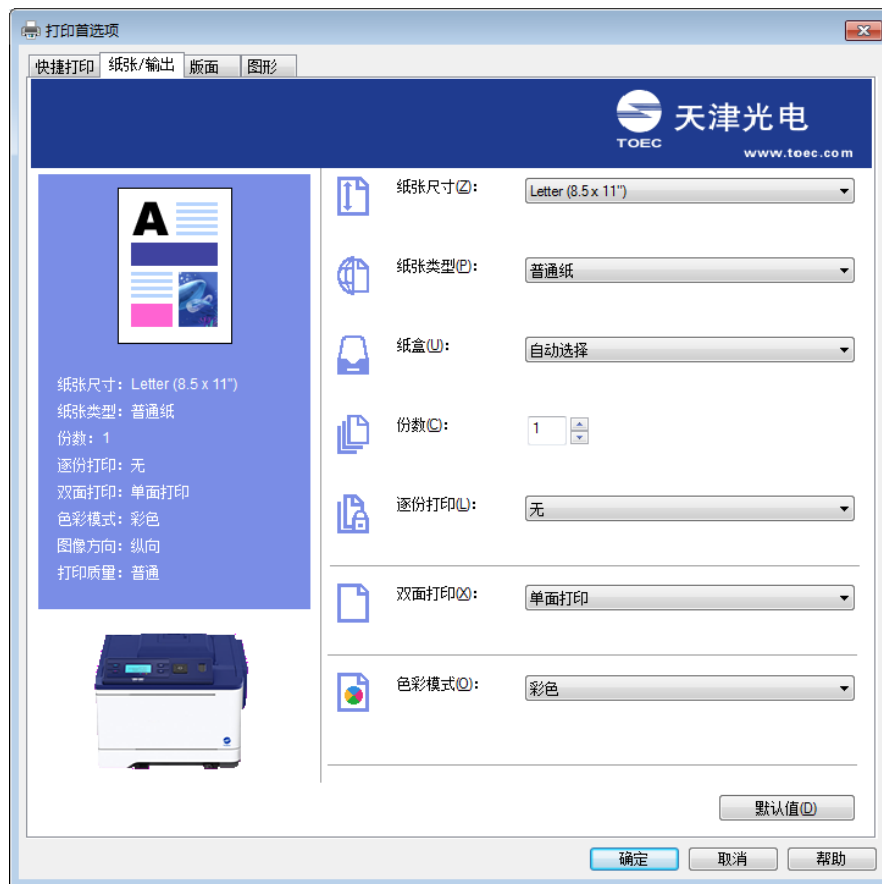 打印首选项
快捷打印 纸张/输出 版面 图形
天津光电
TOEC
www.toec.com
A
纸张尺寸: Letter (8.5 x 11")
纸张类型: 普通纸
份数: 1
逐份打印: 无
双面打印: 单面打印
色彩模式: 彩色
图像方向: 纵向
打印质量: 普通
纸张尺寸(Z): Letter (8.5 x 11")
纸张类型(P): 普通纸
纸盒(U): 自动选择
份数(C): 1
逐份打印(L): 无
双面打印(X): 单面打印
色彩模式(O): 彩色
默认值(D)
确定 取消 帮助